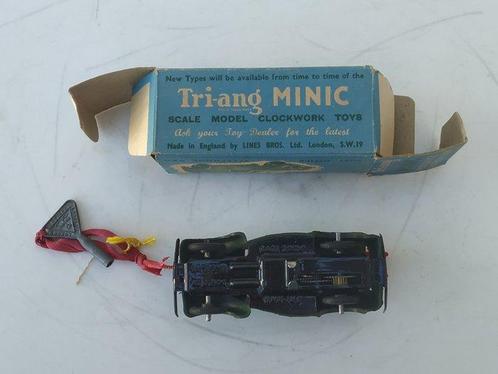 New Types will be available from time to time of the
Tri-ang MINIC
SCALE MODEL CLOCKWORK TOYS
Ask your Toy-Dealer for the latest
Made in England by LINES BROS. Ltd. London, S.W.19